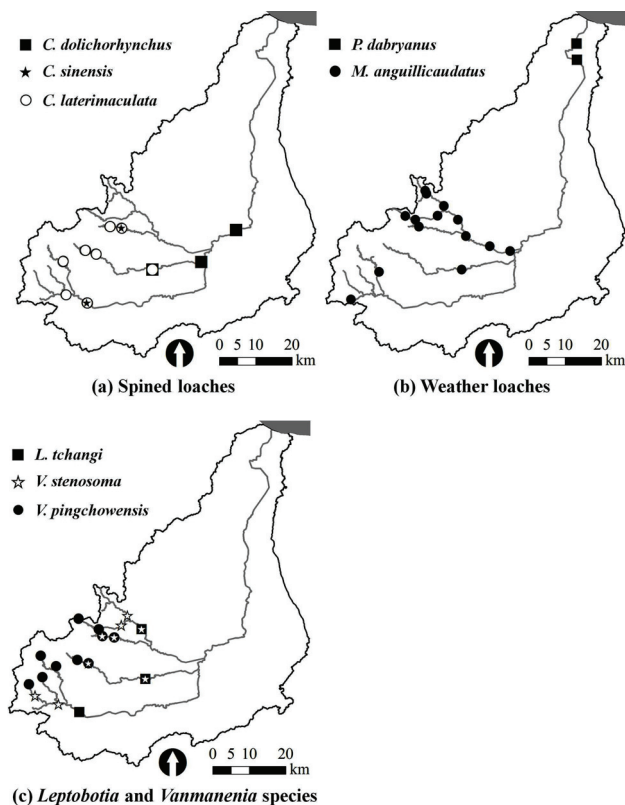 C. dolichorhynchus
C. sinensis
C. laterimaculata
0 5 10 20
km
(a) Spined loaches
P. dabryanus
M. anguillicaudatus
0 5 10 20
km
(b) Weather loaches
L. tchangi
V. stenosoma
V. pingchowensis
0 5 10 20
km
(c) Leptobotia and Vanmanenia species